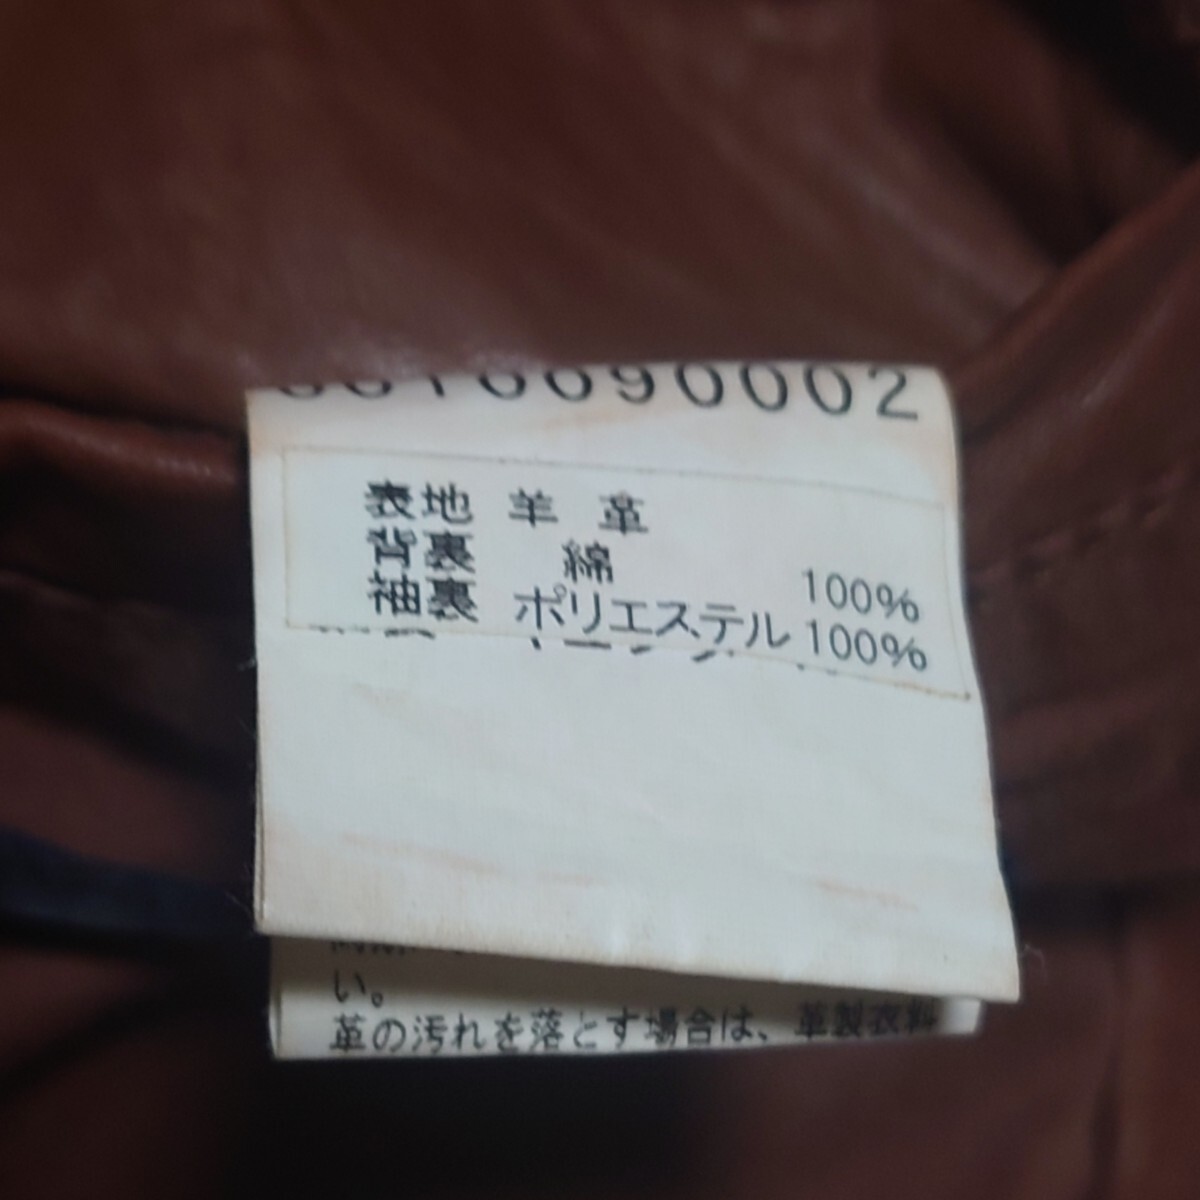 90002
表地 羊 革
背裏 綿 100%
袖裏 ポリエステル 100%
い。
革の汚れを落とす場合は、革製衣料